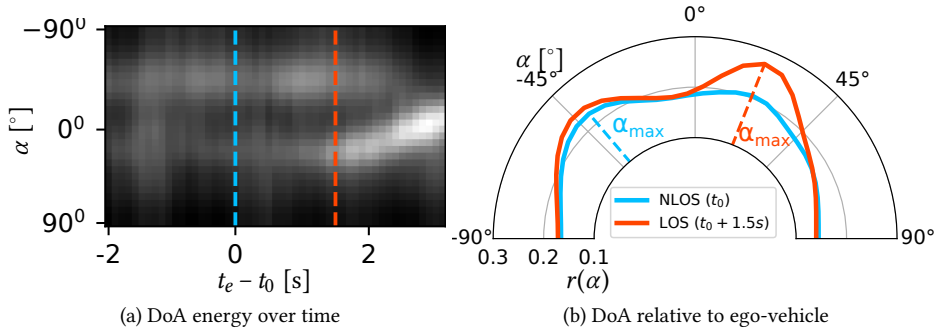 (a)
−90⁰
0⁰
90⁰
α [°]
-2
0
2
tₑ − t₀ [s]
(a) DoA energy over time
(b)
0°
α [°]
-45°
45°
αmax
αmax
NLOS (t₀)
LOS (t₀ + 1.5s)
-90°
90°
0.3
0.2
0.1
r(α)
(b) DoA relative to ego-vehicle